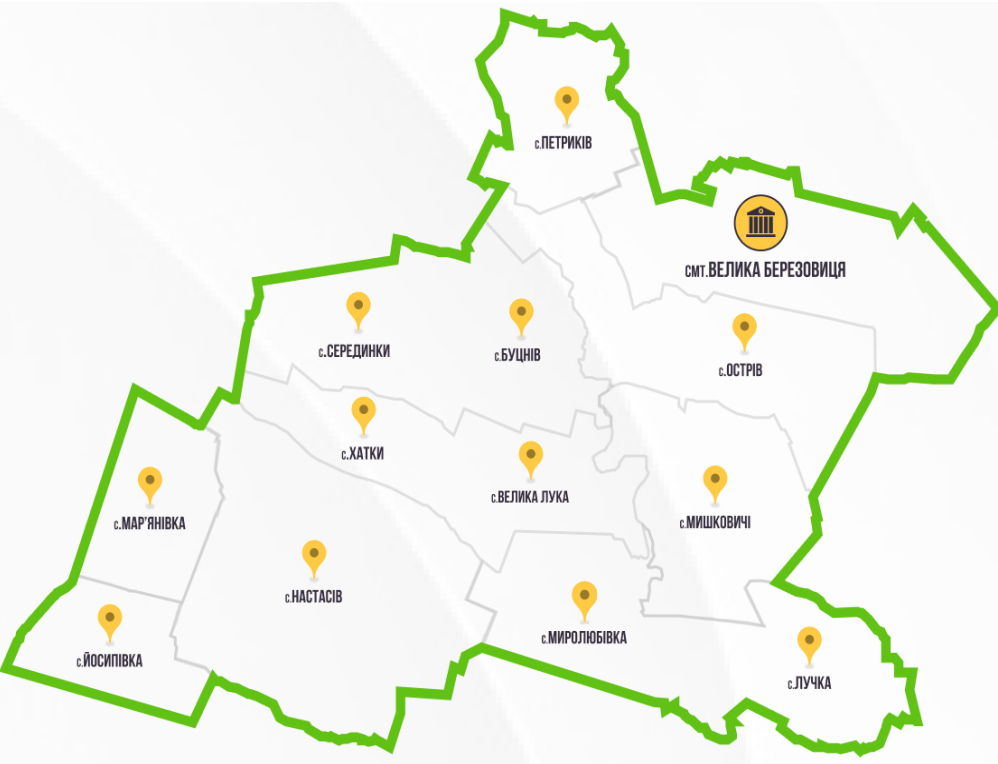 с.ПЕТРИКІВ
смт.ВЕЛИКА БЕРЕЗОВИЦЯ
с.СЕРЕДИНКИ
с.БУЦНІВ
с.ОСТРІВ
с.ХАТКИ
с.ВЕЛИКА ЛУКА
с.МАР'ЯНІВКА
с.МИШКОВИЧІ
с.НАСТАСІВ
с.МИРОЛЮБІВКА
с.ЙОСИПІВКА
с.ЛУЧКА